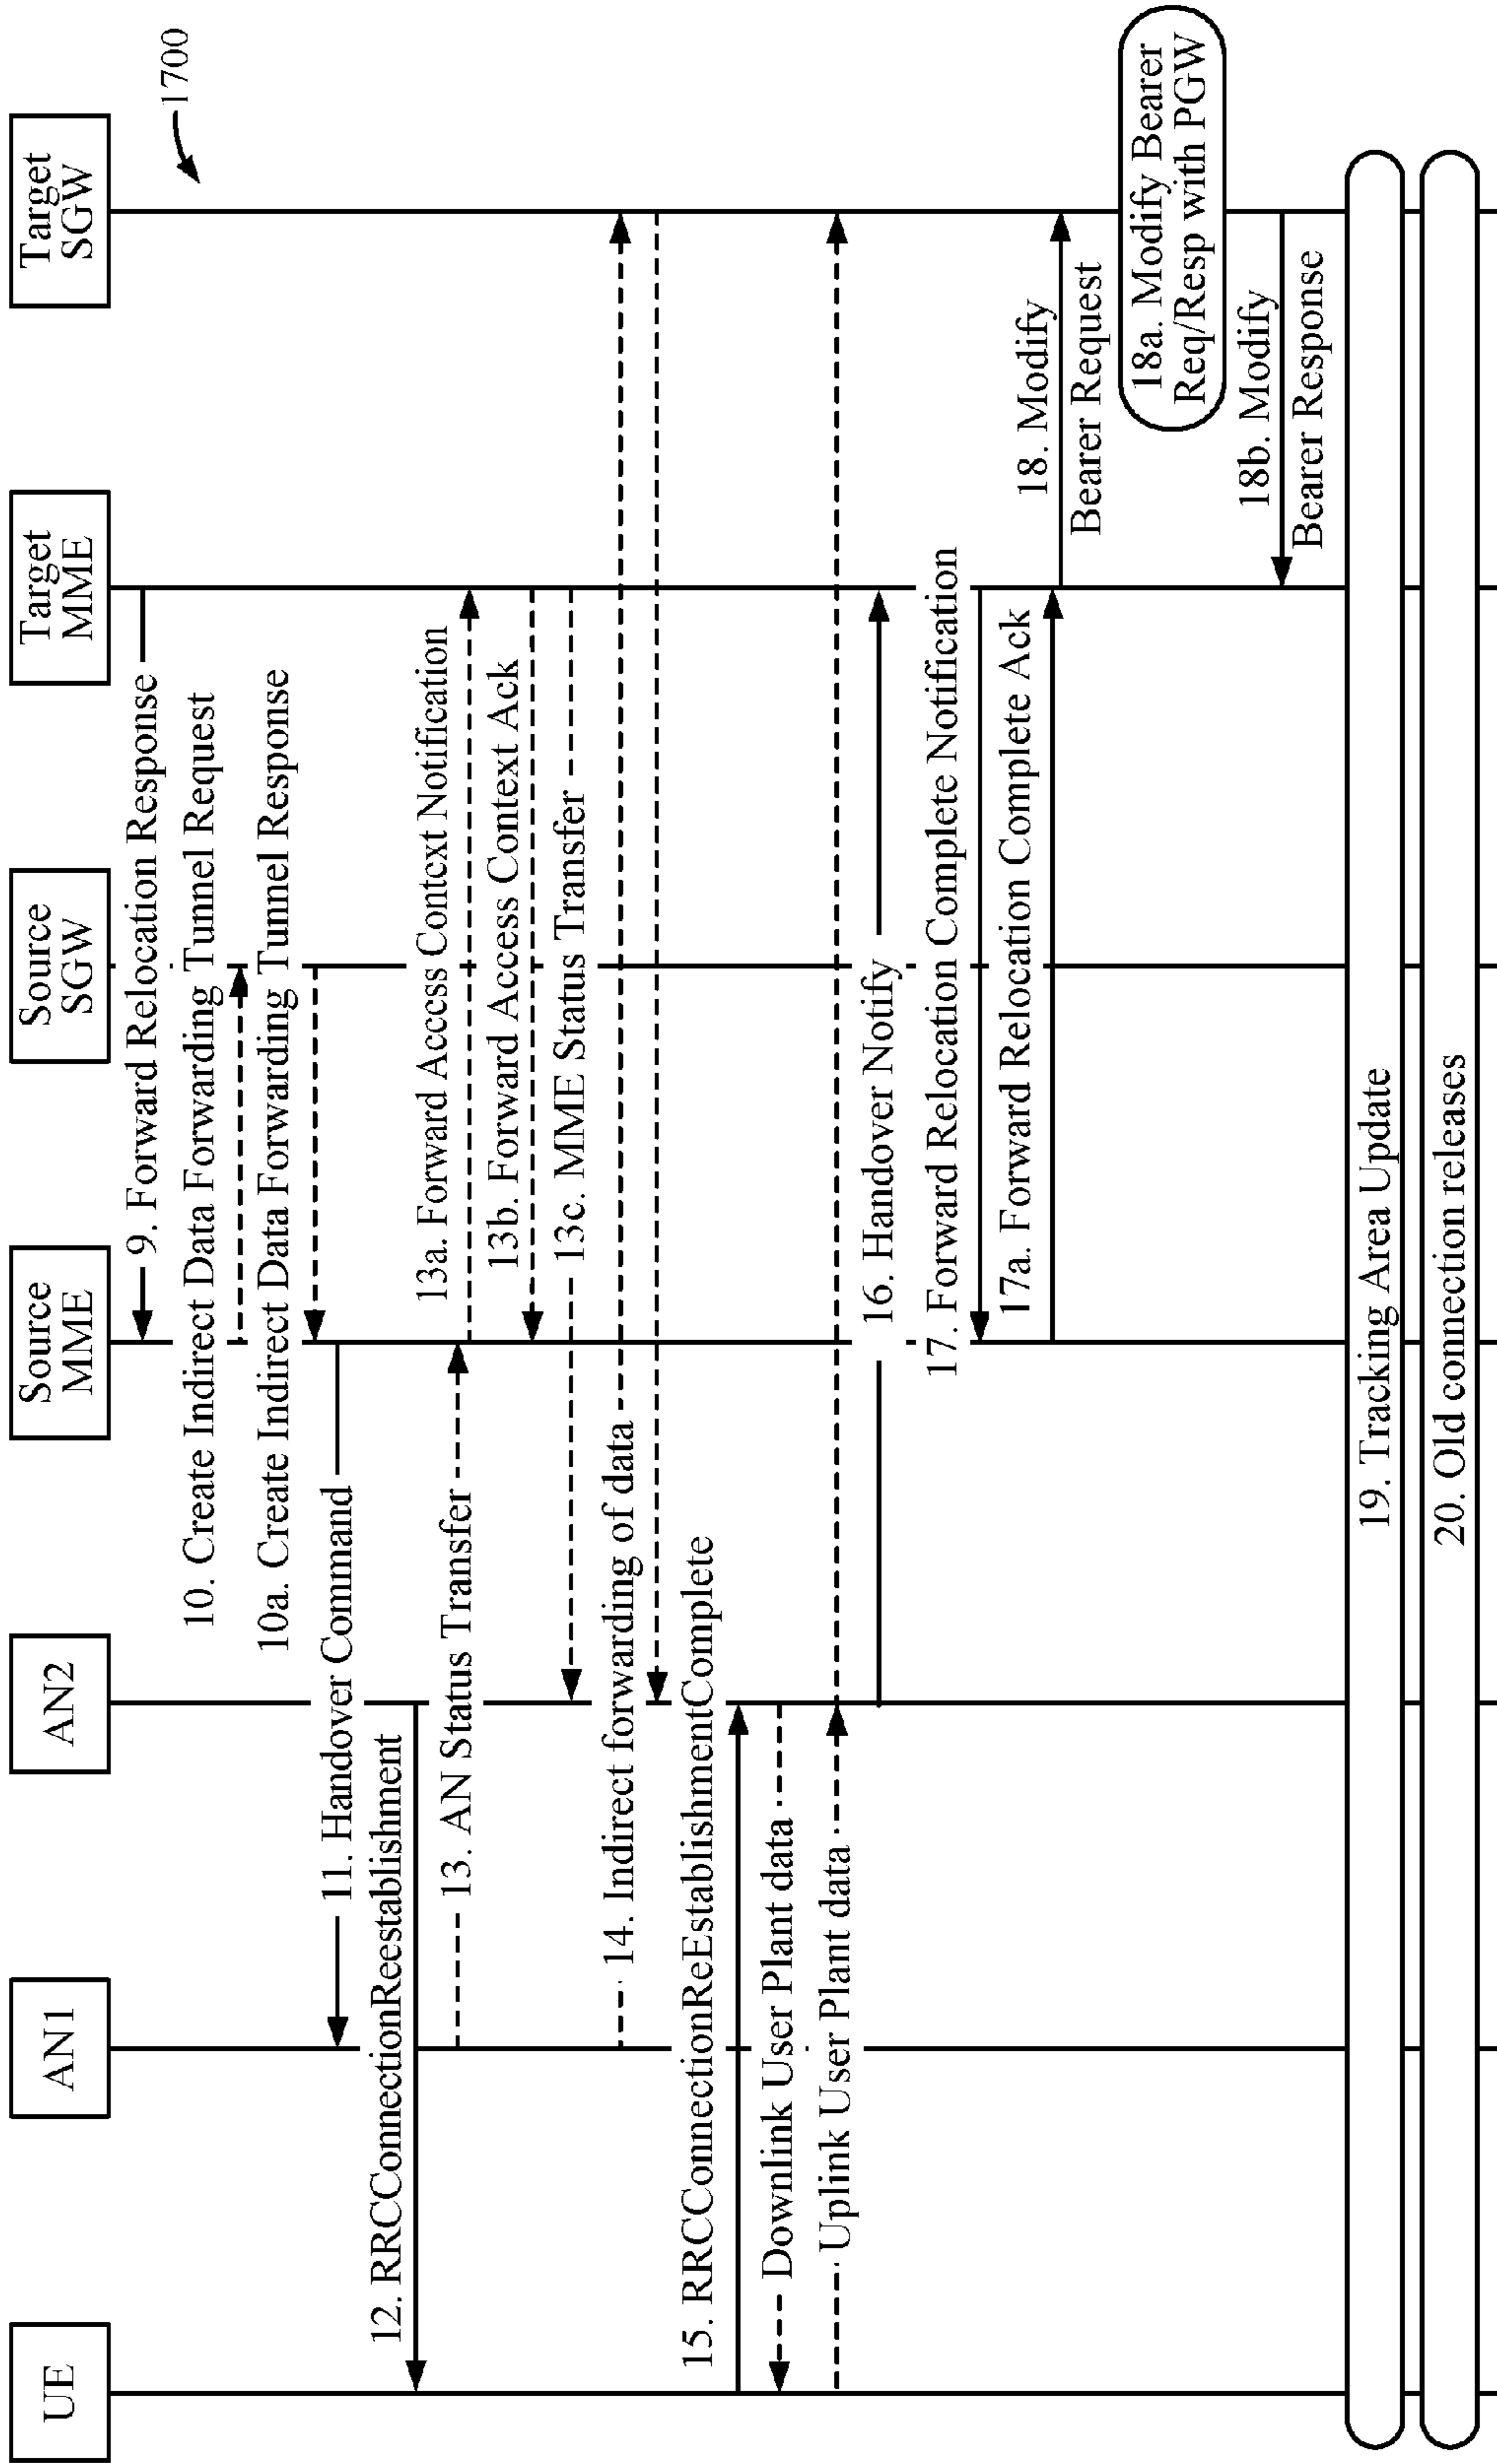 UE
AN1
AN2
Source
MME
Source
SGW
Target
MME
Target
SGW
1700
9. Forward Relocation Response
10. Create Indirect Data Forwarding Tunnel Request
10a. Create Indirect Data Forwarding Tunnel Response
11. Handover Command
12. RRCConnectionReestablishment
13. AN Status Transfer
13a. Forward Access Context Notification
13b. Forward Access Context Ack
13c. MME Status Transfer
14. Indirect forwarding of data
15. RRCConnectionReEstablishmentComplete
Downlink User Plant data
Uplink User Plant data
16. Handover Notify
17. Forward Relocation Complete Notification
17a. Forward Relocation Complete Ack
18. Modify
Bearer Request
18a. Modify Bearer
Req/Resp with PGW
18b. Modify
Bearer Response
19. Tracking Area Update
20. Old connection releases